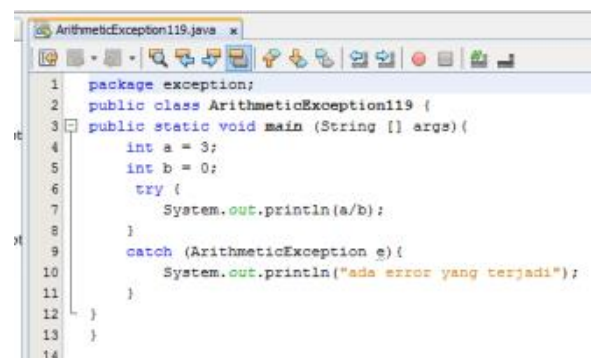 ArithmeticException119.java x
1 package exception;
2 public class ArithmeticException119 {
3 public static void main (String [] args){
4 int a = 3;
5 int b = 0;
6 try {
7 System.out.println(a/b);
8 }
9 catch (ArithmeticException e){
10 System.out.println("ada error yang terjadi");
11 }
12 }
13 }
14